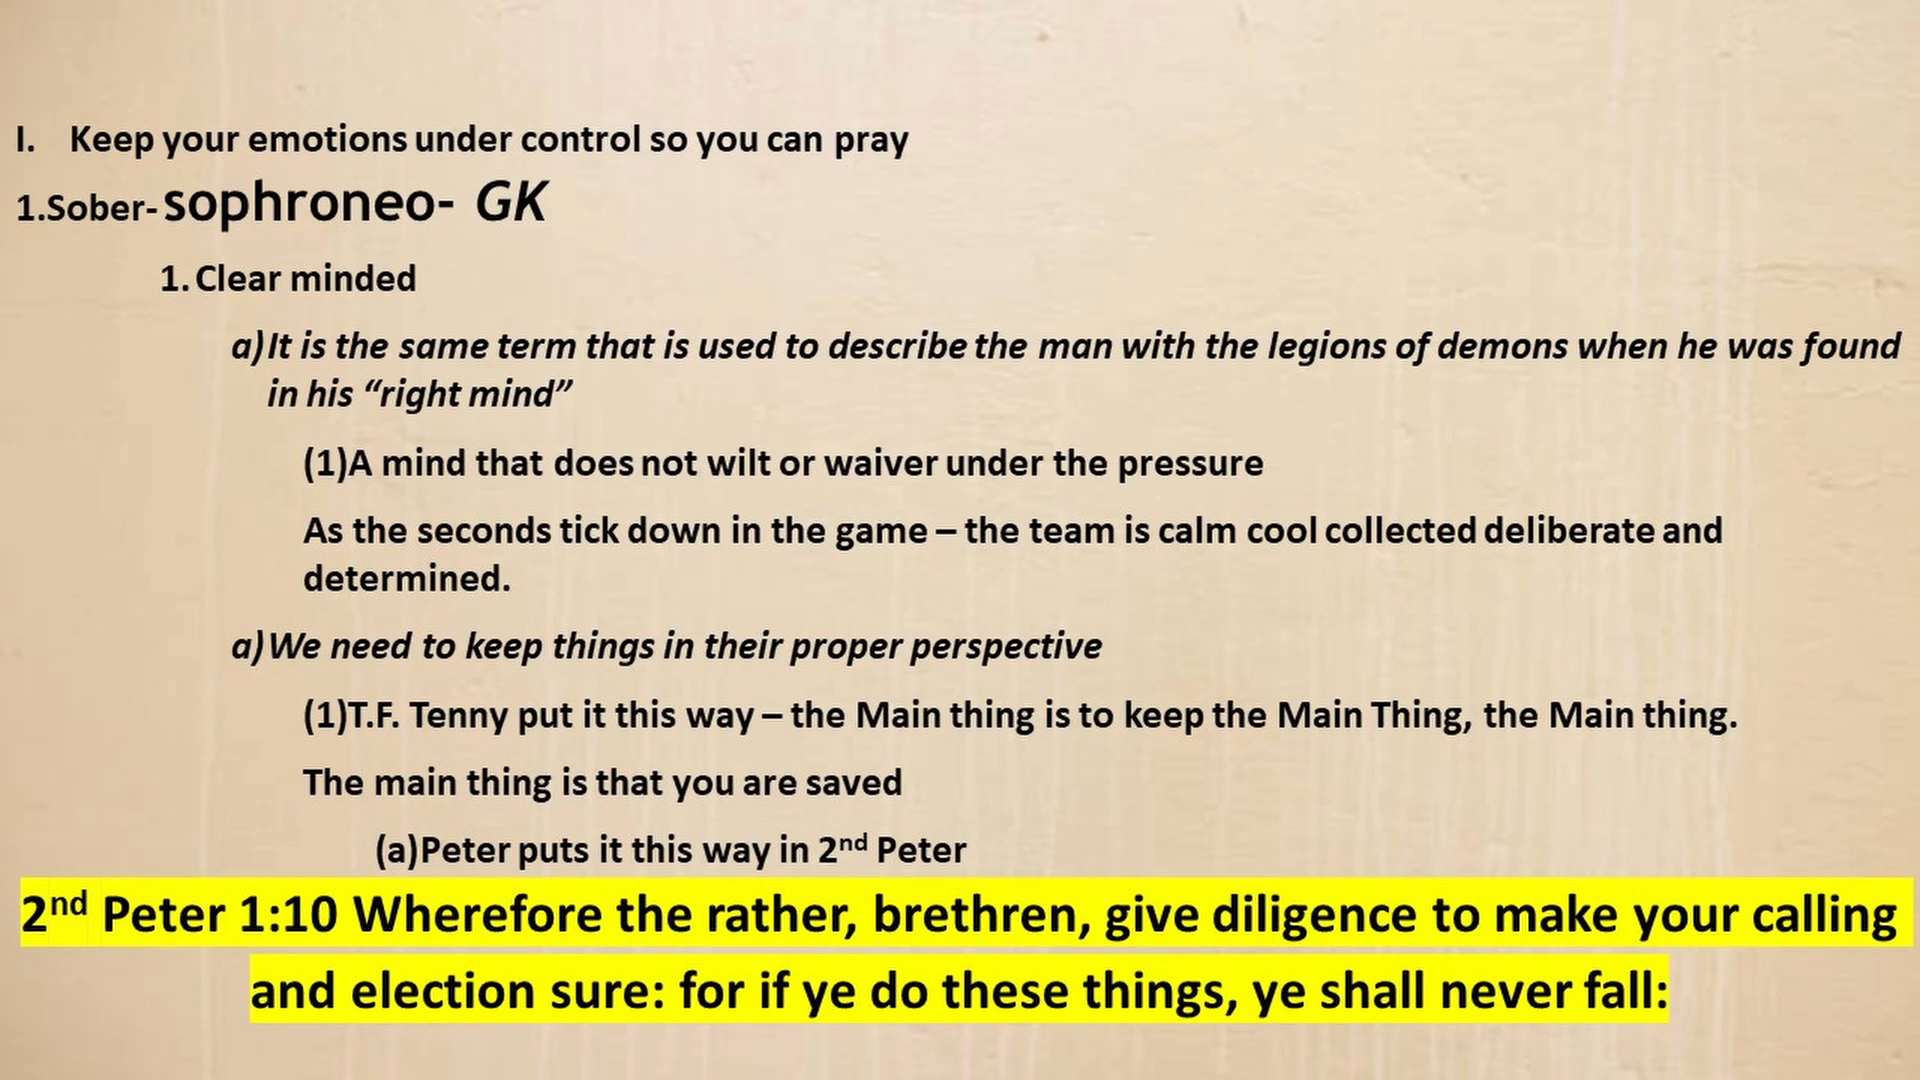 I. Keep your emotions under control so you can pray
1.Sober- sophroneo- GK
1. Clear minded
a) It is the same term that is used to describe the man with the legions of demons when he was found
in his “right mind”
(1)A mind that does not wilt or waiver under the pressure
As the seconds tick down in the game – the team is calm cool collected deliberate and
determined.
a) We need to keep things in their proper perspective
(1)T.F. Tenny put it this way – the Main thing is to keep the Main Thing, the Main thing.
The main thing is that you are saved
(a)Peter puts it this way in 2nd Peter
2nd Peter 1:10 Wherefore the rather, brethren, give diligence to make your calling
and election sure: for if ye do these things, ye shall never fall: